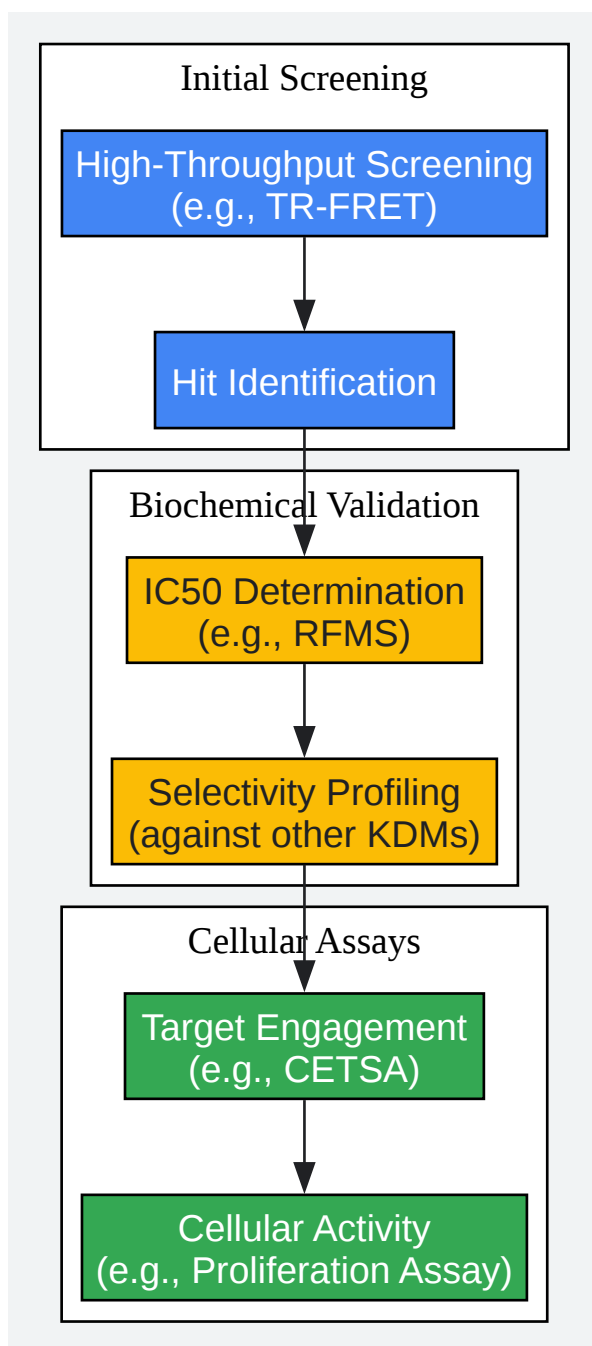 Initial Screening
High-Throughput Screening
(e.g., TR-FRET)
Hit Identification
Biochemical Validation
IC50 Determination
(e.g., RFMS)
Selectivity Profiling
(against other KDMs)
Cellular Assays
Target Engagement
(e.g., CETSA)
Cellular Activity
(e.g., Proliferation Assay)